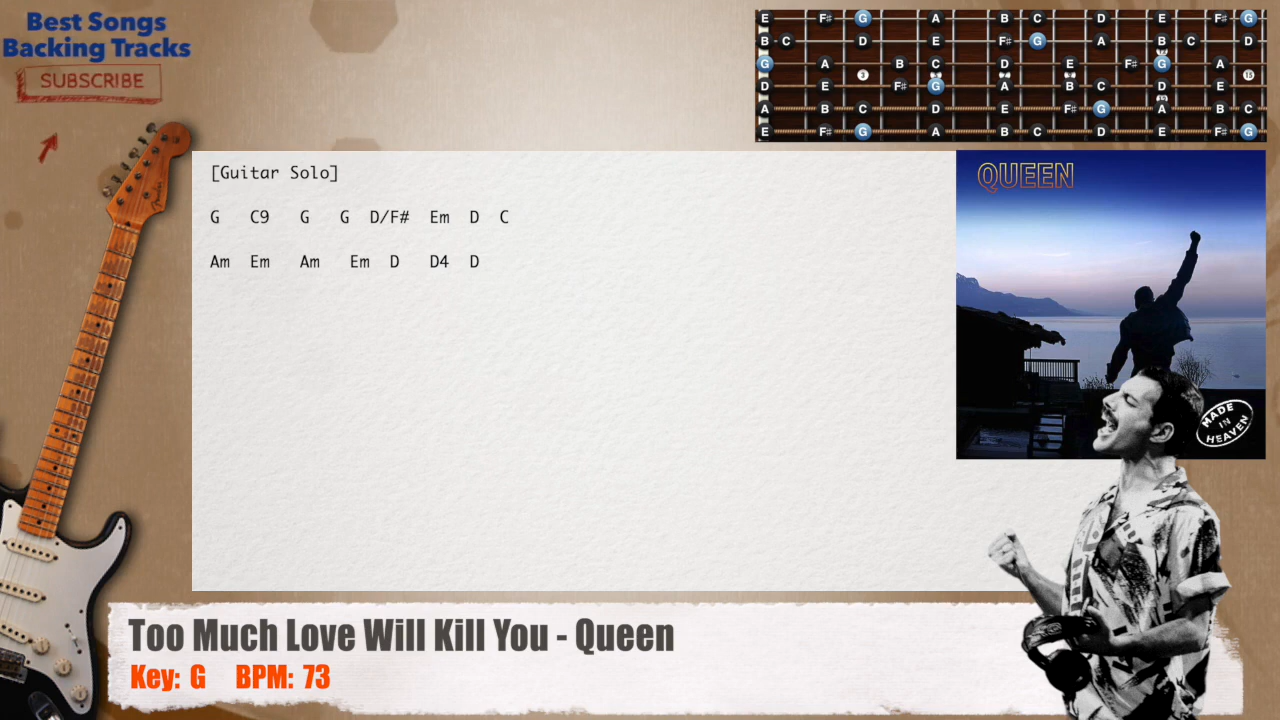 Best Songs
Backing Tracks
SUBSCRIBE
E F# G A B C D E F# G
B C D E F# G A B C D
G A B C D E F# G A
D E F# G A B C D E
A B C D E F# G A B C
E F# G A B C D E F# G
[Guitar Solo]
G C9 G G D/F# Em D C
Am Em Am Em D D4 D
QUEEN
MADE
IN
HEAVEN
Too Much Love Will Kill You - Queen
Key: G BPM: 73